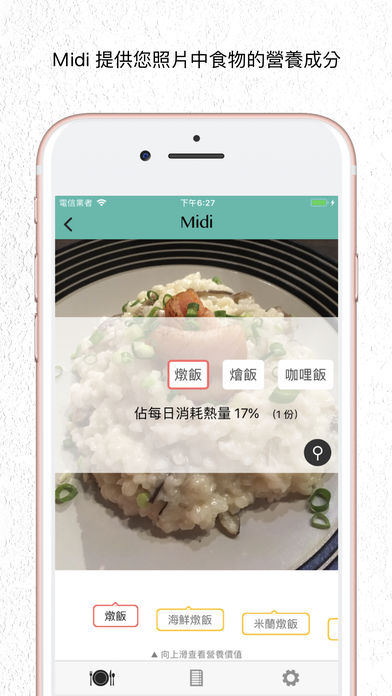 Midi 提供您照片中食物的營養成分
電信業者 下午6:27
Midi
燉飯 燴飯 咖哩飯
佔每日消耗熱量 17% (1 份)
燉飯 海鮮燉飯 米蘭燉飯
▲ 向上滑查看營養價值